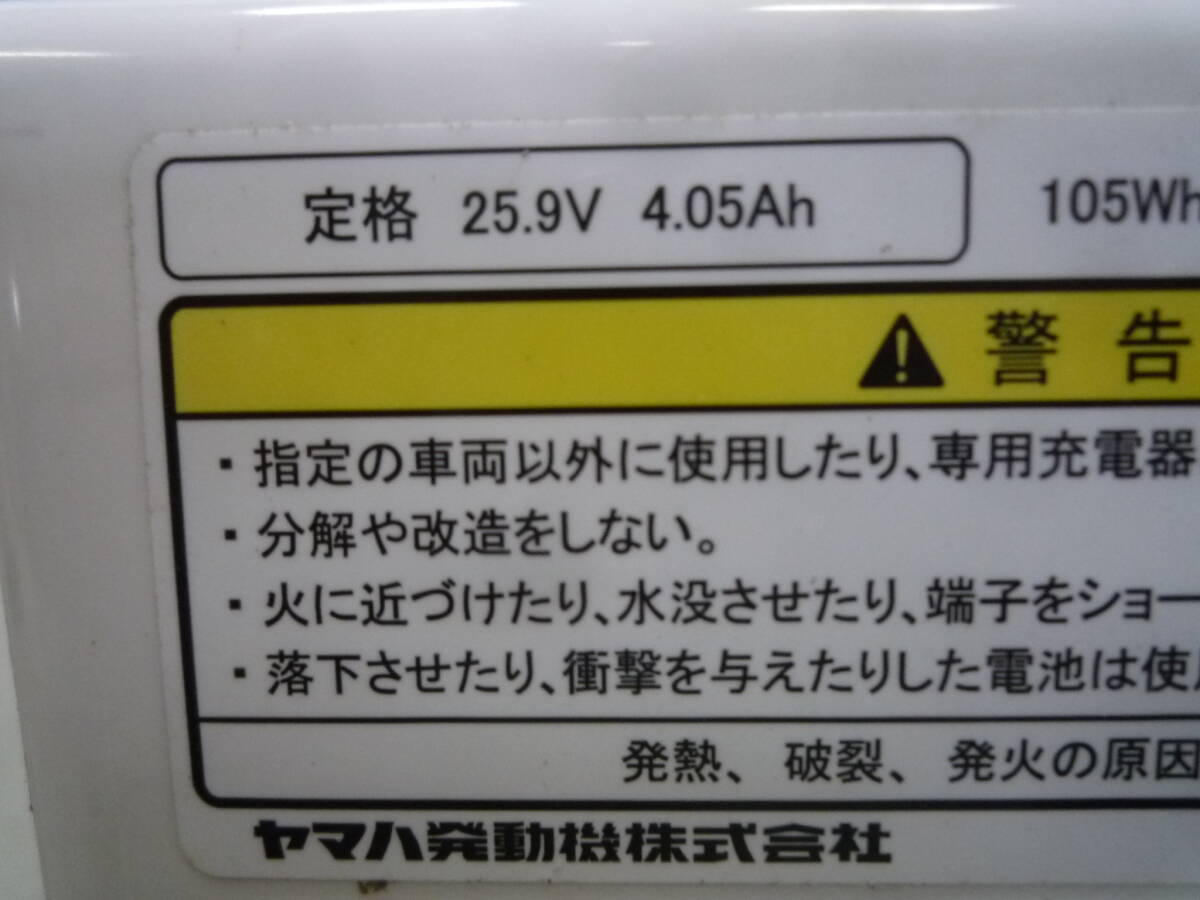 定格 25.9V 4.05Ah 105Wh
警告
・指定の車両以外に使用したり、専用充電器
・分解や改造をしない。
・火に近づけたり、水没させたり、端子をショー
・落下させたり、衝撃を与えたりした電池は使用
発熱、破裂、発火の原因
ヤマハ発動機株式会社